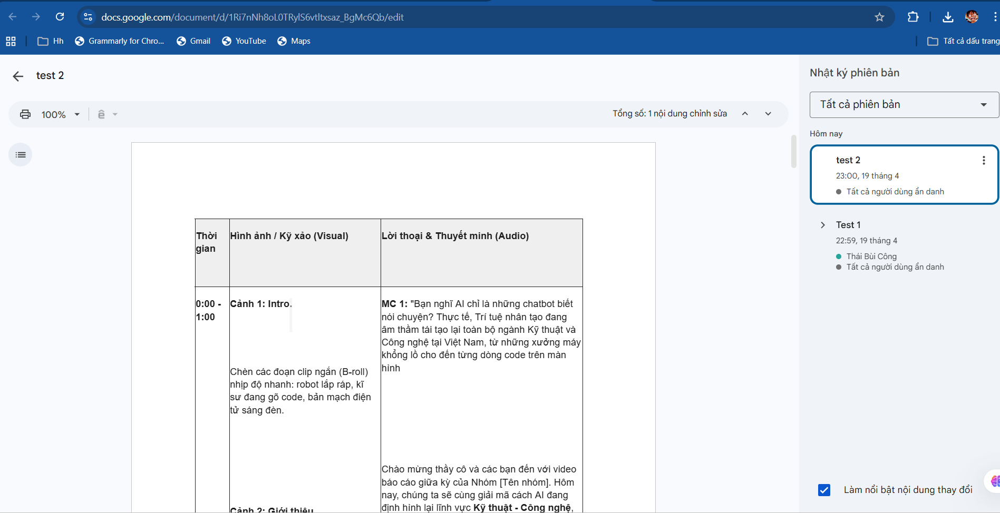 docs.google.com/document/d/1Ri7nNh8oL0TRylS6vtltxsaz_BgMc6Qb/edit
Hh
Grammarly for Chro...
Gmail
YouTube
Maps
Tất cả dấu trang
test 2
100%
ê
Tổng số: 1 nội dung chỉnh sửa
Nhật ký phiên bản
Tất cả phiên bản
Hôm nay
test 2
23:00, 19 tháng 4
Tất cả người dùng ẩn danh
Test 1
22:59, 19 tháng 4
Thái Bùi Công
Tất cả người dùng ẩn danh
Làm nổi bật nội dung thay đổi
Thời
gian
Hình ảnh / Kỹ xảo (Visual)
Lời thoại & Thuyết minh (Audio)
0:00 -
1:00
Cảnh 1: Intro.
Chèn các đoạn clip ngắn (B-roll)
nhịp độ nhanh: robot lắp ráp, kĩ
sư đang gõ code, bản mạch điện
tử sáng đèn.
Cảnh 2: Giới thiệu
MC 1: "Bạn nghĩ AI chỉ là những chatbot biết
nói chuyện? Thực tế, Trí tuệ nhân tạo đang
âm thầm tái tạo lại toàn bộ ngành Kỹ thuật và
Công nghệ tại Việt Nam, từ những xưởng máy
khổng lồ cho đến từng dòng code trên màn
hình
Chào mừng thầy cô và các bạn đến với video
báo cáo giữa kỳ của Nhóm [Tên nhóm]. Hôm
nay, chúng ta sẽ cùng giải mã cách AI đang
định hình lại lĩnh vực Kỹ thuật - Công nghệ,